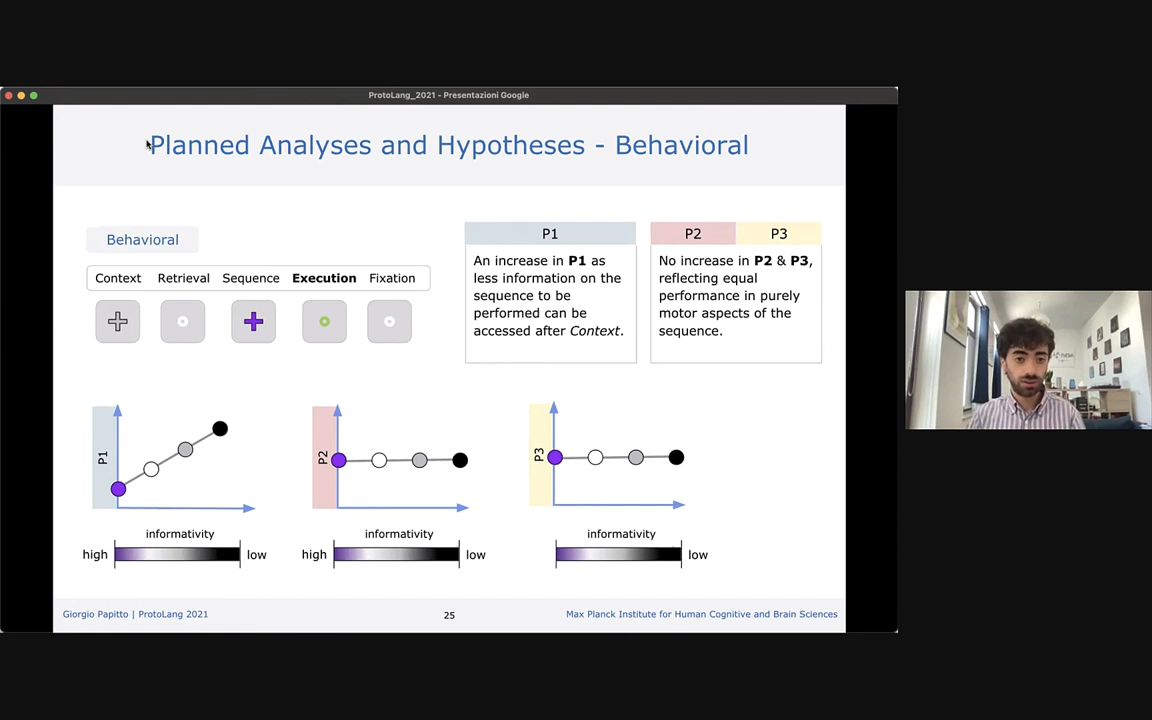 ProtoLang_2021 - Presentazioni Google
Planned Analyses and Hypotheses - Behavioral
Behavioral
Context Retrieval Sequence Execution Fixation
P1
An increase in P1 as
less information on the
sequence to be
performed can be
accessed after Context.
P2 P3
No increase in P2 & P3,
reflecting equal
performance in purely
motor aspects of the
sequence.
P1
informativity
high low
P2
informativity
high low
P3
informativity
low
Giorgio Papitto | ProtoLang 2021
25
Max Planck Institute for Human Cognitive and Brain Sciences